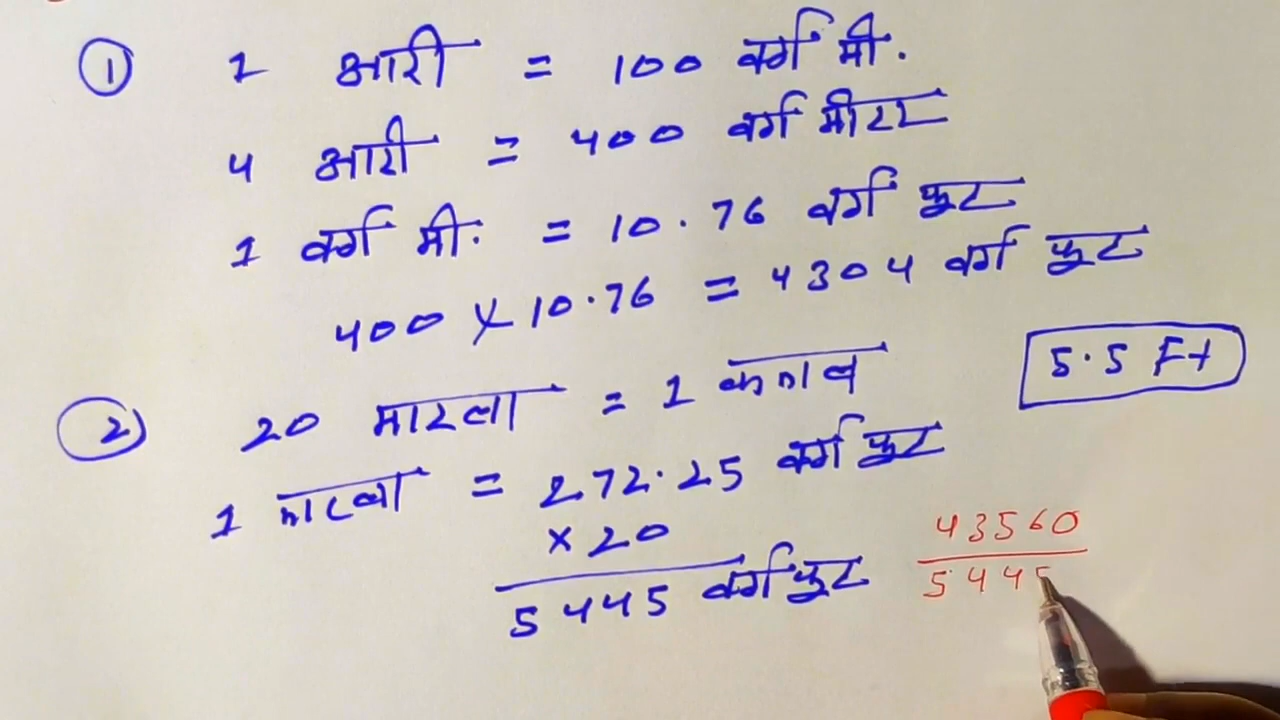 ① 1 आरी = 100 वर्ग मी.
4 आरी = 400 वर्ग मीटर
1 वर्ग मी. = 10.76 वर्ग फूट
400 × 10.76 = 4304 वर्ग फूट
5.5 Ft
② 20 मारला = 1 कनाल
1 मारला = 272.25 वर्ग फूट
× 20
5445 वर्ग फूट
43560
5445